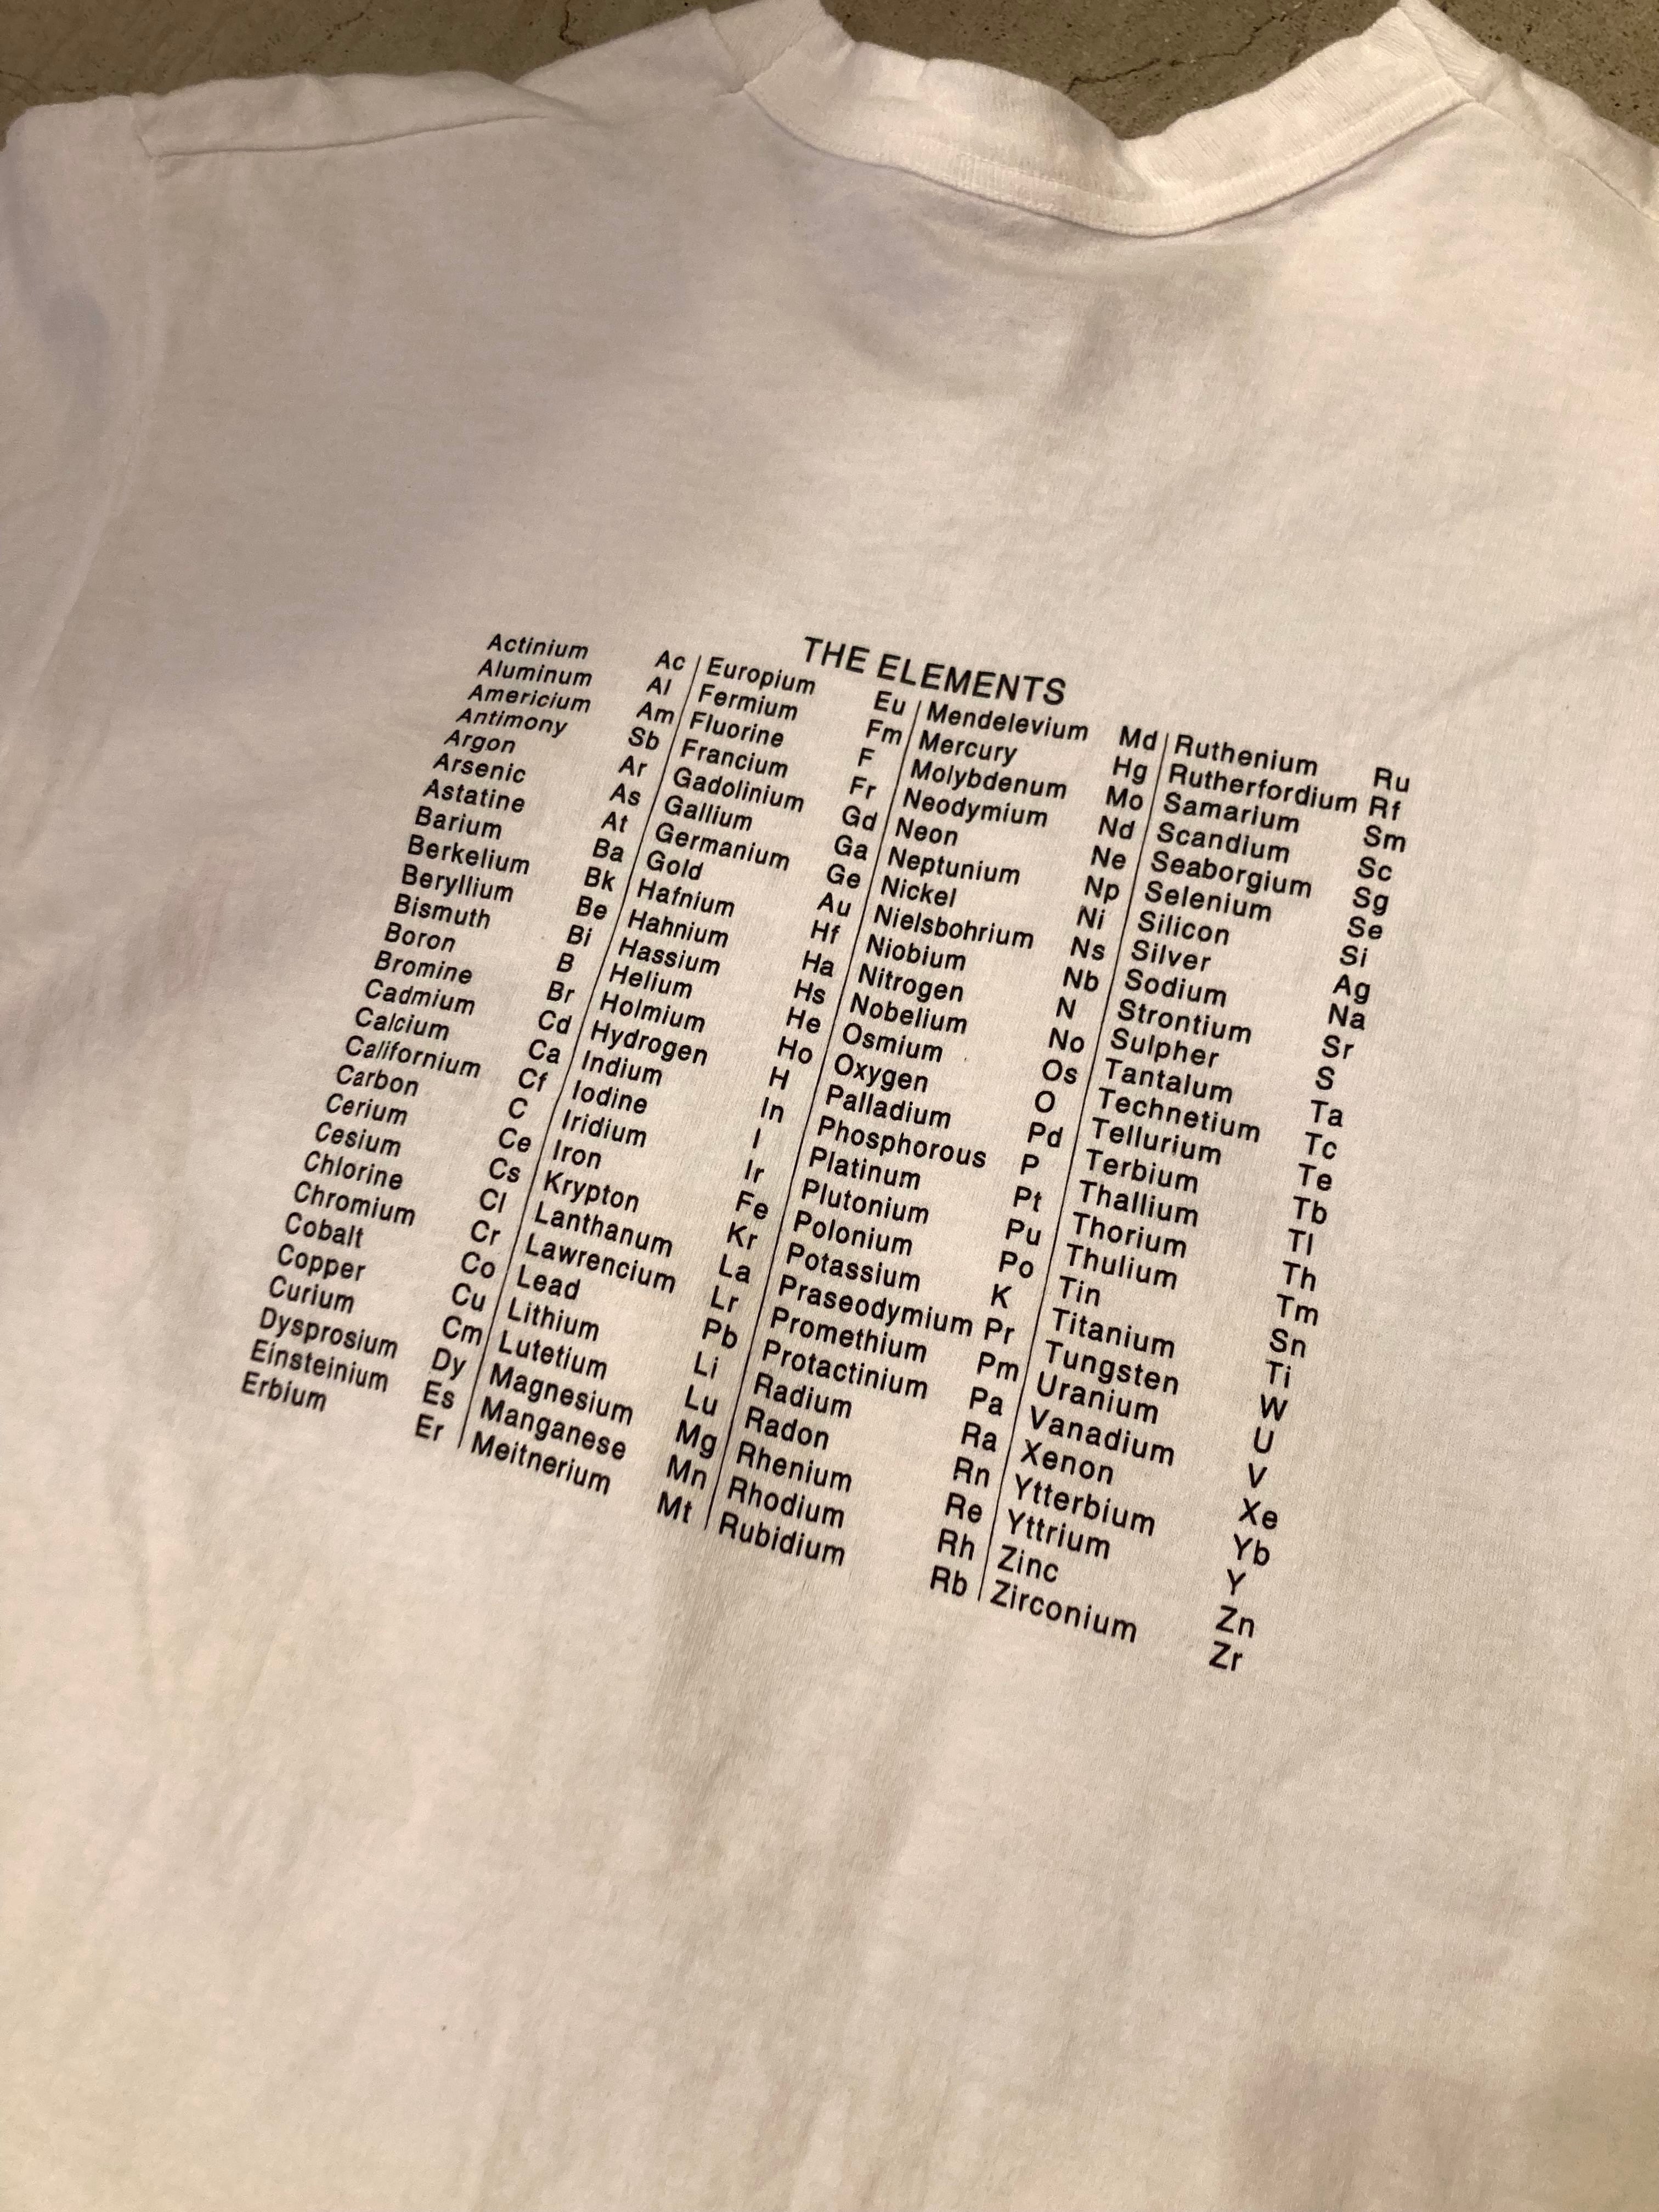 THE ELEMENTS
Actinium Ac
Aluminum Al
Americium Am
Antimony Sb
Argon Ar
Arsenic As
Astatine At
Barium Ba
Berkelium Bk
Beryllium Be
Bismuth Bi
Boron B
Bromine Br
Cadmium Cd
Calcium Ca
Californium Cf
Carbon C
Cerium Ce
Cesium Cs
Chlorine Cl
Chromium Cr
Cobalt Co
Copper Cu
Curium Cm
Dysprosium Dy
Einsteinium Es
Erbium Er
Europium Eu
Fermium Fm
Fluorine F
Francium Fr
Gadolinium Gd
Gallium Ga
Germanium Ge
Gold Au
Hafnium Hf
Hahnium Ha
Hassium Hs
Helium He
Holmium Ho
Hydrogen H
Indium In
Iodine I
Iridium Ir
Iron Fe
Krypton Kr
Lanthanum La
Lawrencium Lr
Lead Pb
Lithium Li
Lutetium Lu
Magnesium Mg
Manganese Mn
Meitnerium Mt
Mendelevium Md
Mercury Hg
Molybdenum Mo
Neodymium Nd
Neon Ne
Neptunium Np
Nickel Ni
Nielsbohrium Ns
Niobium Nb
Nitrogen N
Nobelium No
Osmium Os
Oxygen O
Palladium Pd
Phosphorous P
Platinum Pt
Plutonium Pu
Polonium Po
Potassium K
Praseodymium Pr
Promethium Pm
Protactinium Pa
Radium Ra
Radon Rn
Rhenium Re
Rhodium Rh
Rubidium Rb
Ruthenium Ru
Rutherfordium Rf
Samarium Sm
Scandium Sc
Seaborgium Sg
Selenium Se
Silicon Si
Silver Ag
Sodium Na
Strontium Sr
Sulpher S
Tantalum Ta
Technetium Tc
Tellurium Te
Terbium Tb
Thallium Tl
Thorium Th
Thulium Tm
Tin Sn
Titanium Ti
Tungsten W
Uranium U
Vanadium V
Xenon Xe
Ytterbium Yb
Yttrium Y
Zinc Zn
Zirconium Zr